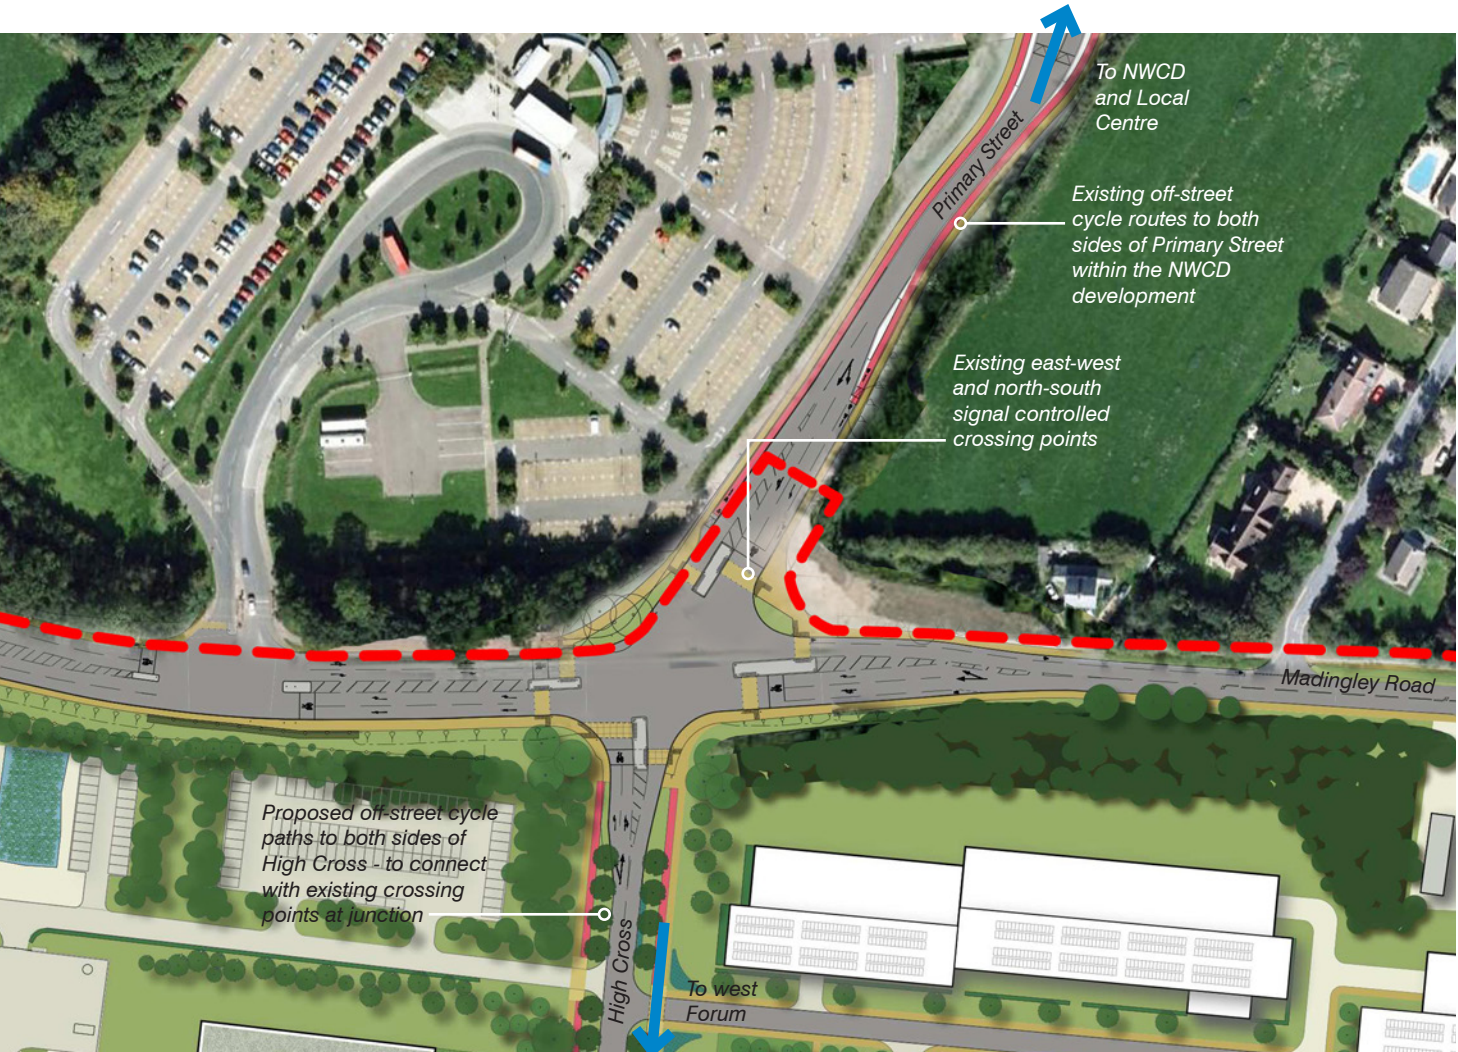 To NWCD
and Local
Centre
Primary Street
Existing off-street
cycle routes to both
sides of Primary Street
within the NWCD
development
Existing east-west
and north-south
signal controlled
crossing points
Madingley Road
Proposed off-street cycle
paths to both sides of
High Cross - to connect
with existing crossing
points at junction
High Cross
To west
Forum